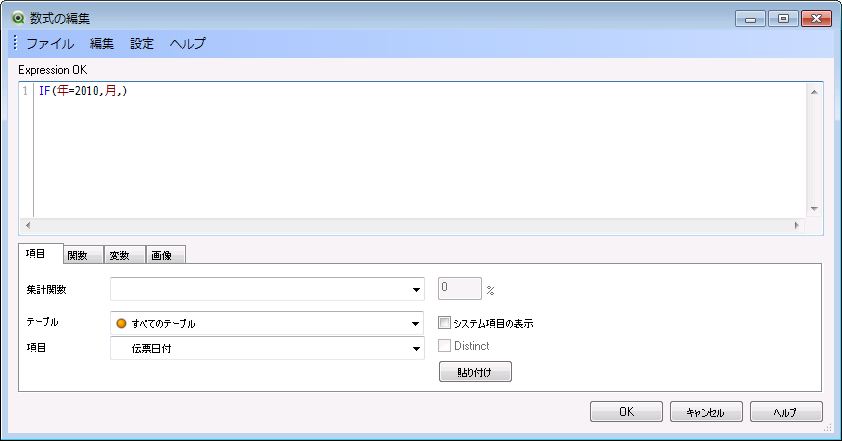 数式の編集
ファイル 編集 設定 ヘルプ
Expression OK
1 IF(年=2010,月,)
項目 関数 変数 画像
集計関数 0 %
テーブル すべてのテーブル システム項目の表示
項目 伝票日付 Distinct
貼り付け
OK キャンセル ヘルプ